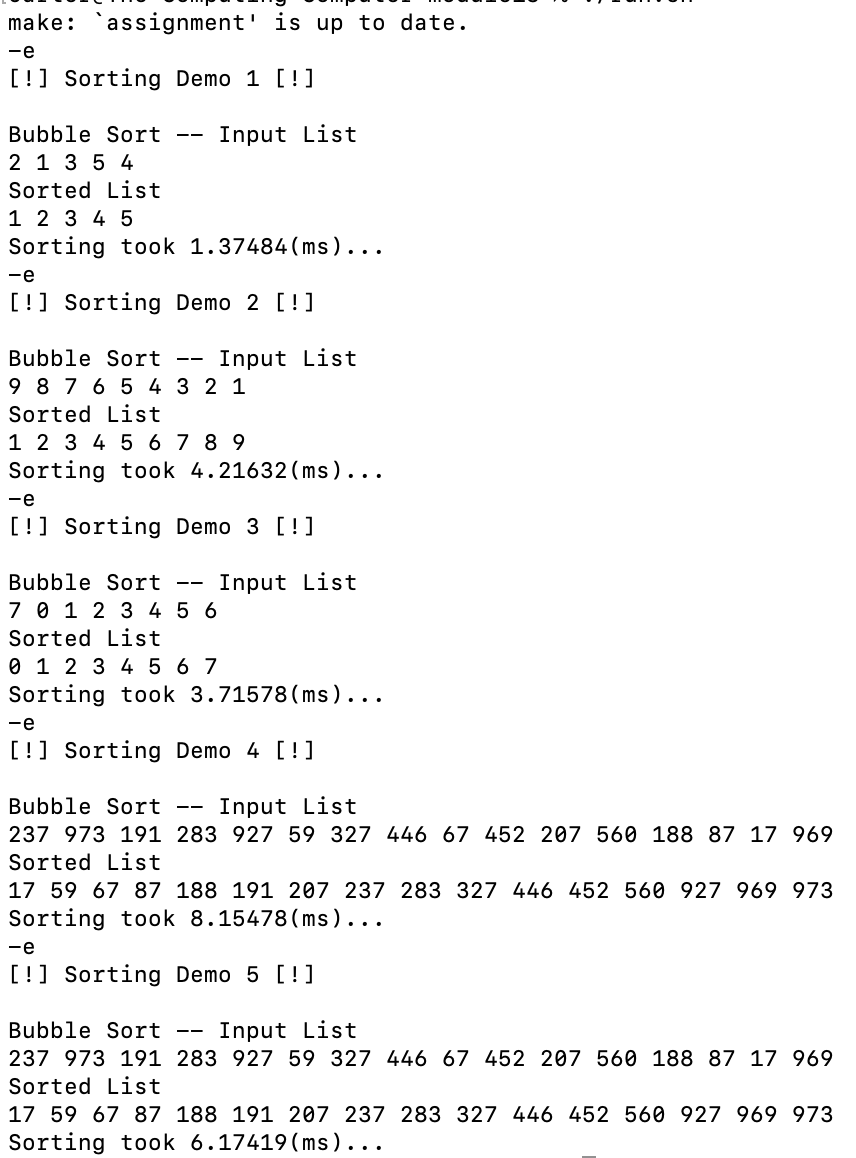 make: `assignment' is up to date.
-e
[!] Sorting Demo 1 [!]
Bubble Sort -- Input List
2 1 3 5 4
Sorted List
1 2 3 4 5
Sorting took 1.37484(ms)...
-e
[!] Sorting Demo 2 [!]
Bubble Sort -- Input List
9 8 7 6 5 4 3 2 1
Sorted List
1 2 3 4 5 6 7 8 9
Sorting took 4.21632(ms)...
-e
[!] Sorting Demo 3 [!]
Bubble Sort -- Input List
7 0 1 2 3 4 5 6
Sorted List
0 1 2 3 4 5 6 7
Sorting took 3.71578(ms)...
-e
[!] Sorting Demo 4 [!]
Bubble Sort -- Input List
237 973 191 283 927 59 327 446 67 452 207 560 188 87 17 969
Sorted List
17 59 67 87 188 191 207 237 283 327 446 452 560 927 969 973
Sorting took 8.15478(ms)...
-e
[!] Sorting Demo 5 [!]
Bubble Sort -- Input List
237 973 191 283 927 59 327 446 67 452 207 560 188 87 17 969
Sorted List
17 59 67 87 188 191 207 237 283 327 446 452 560 927 969 973
Sorting took 6.17419(ms)...